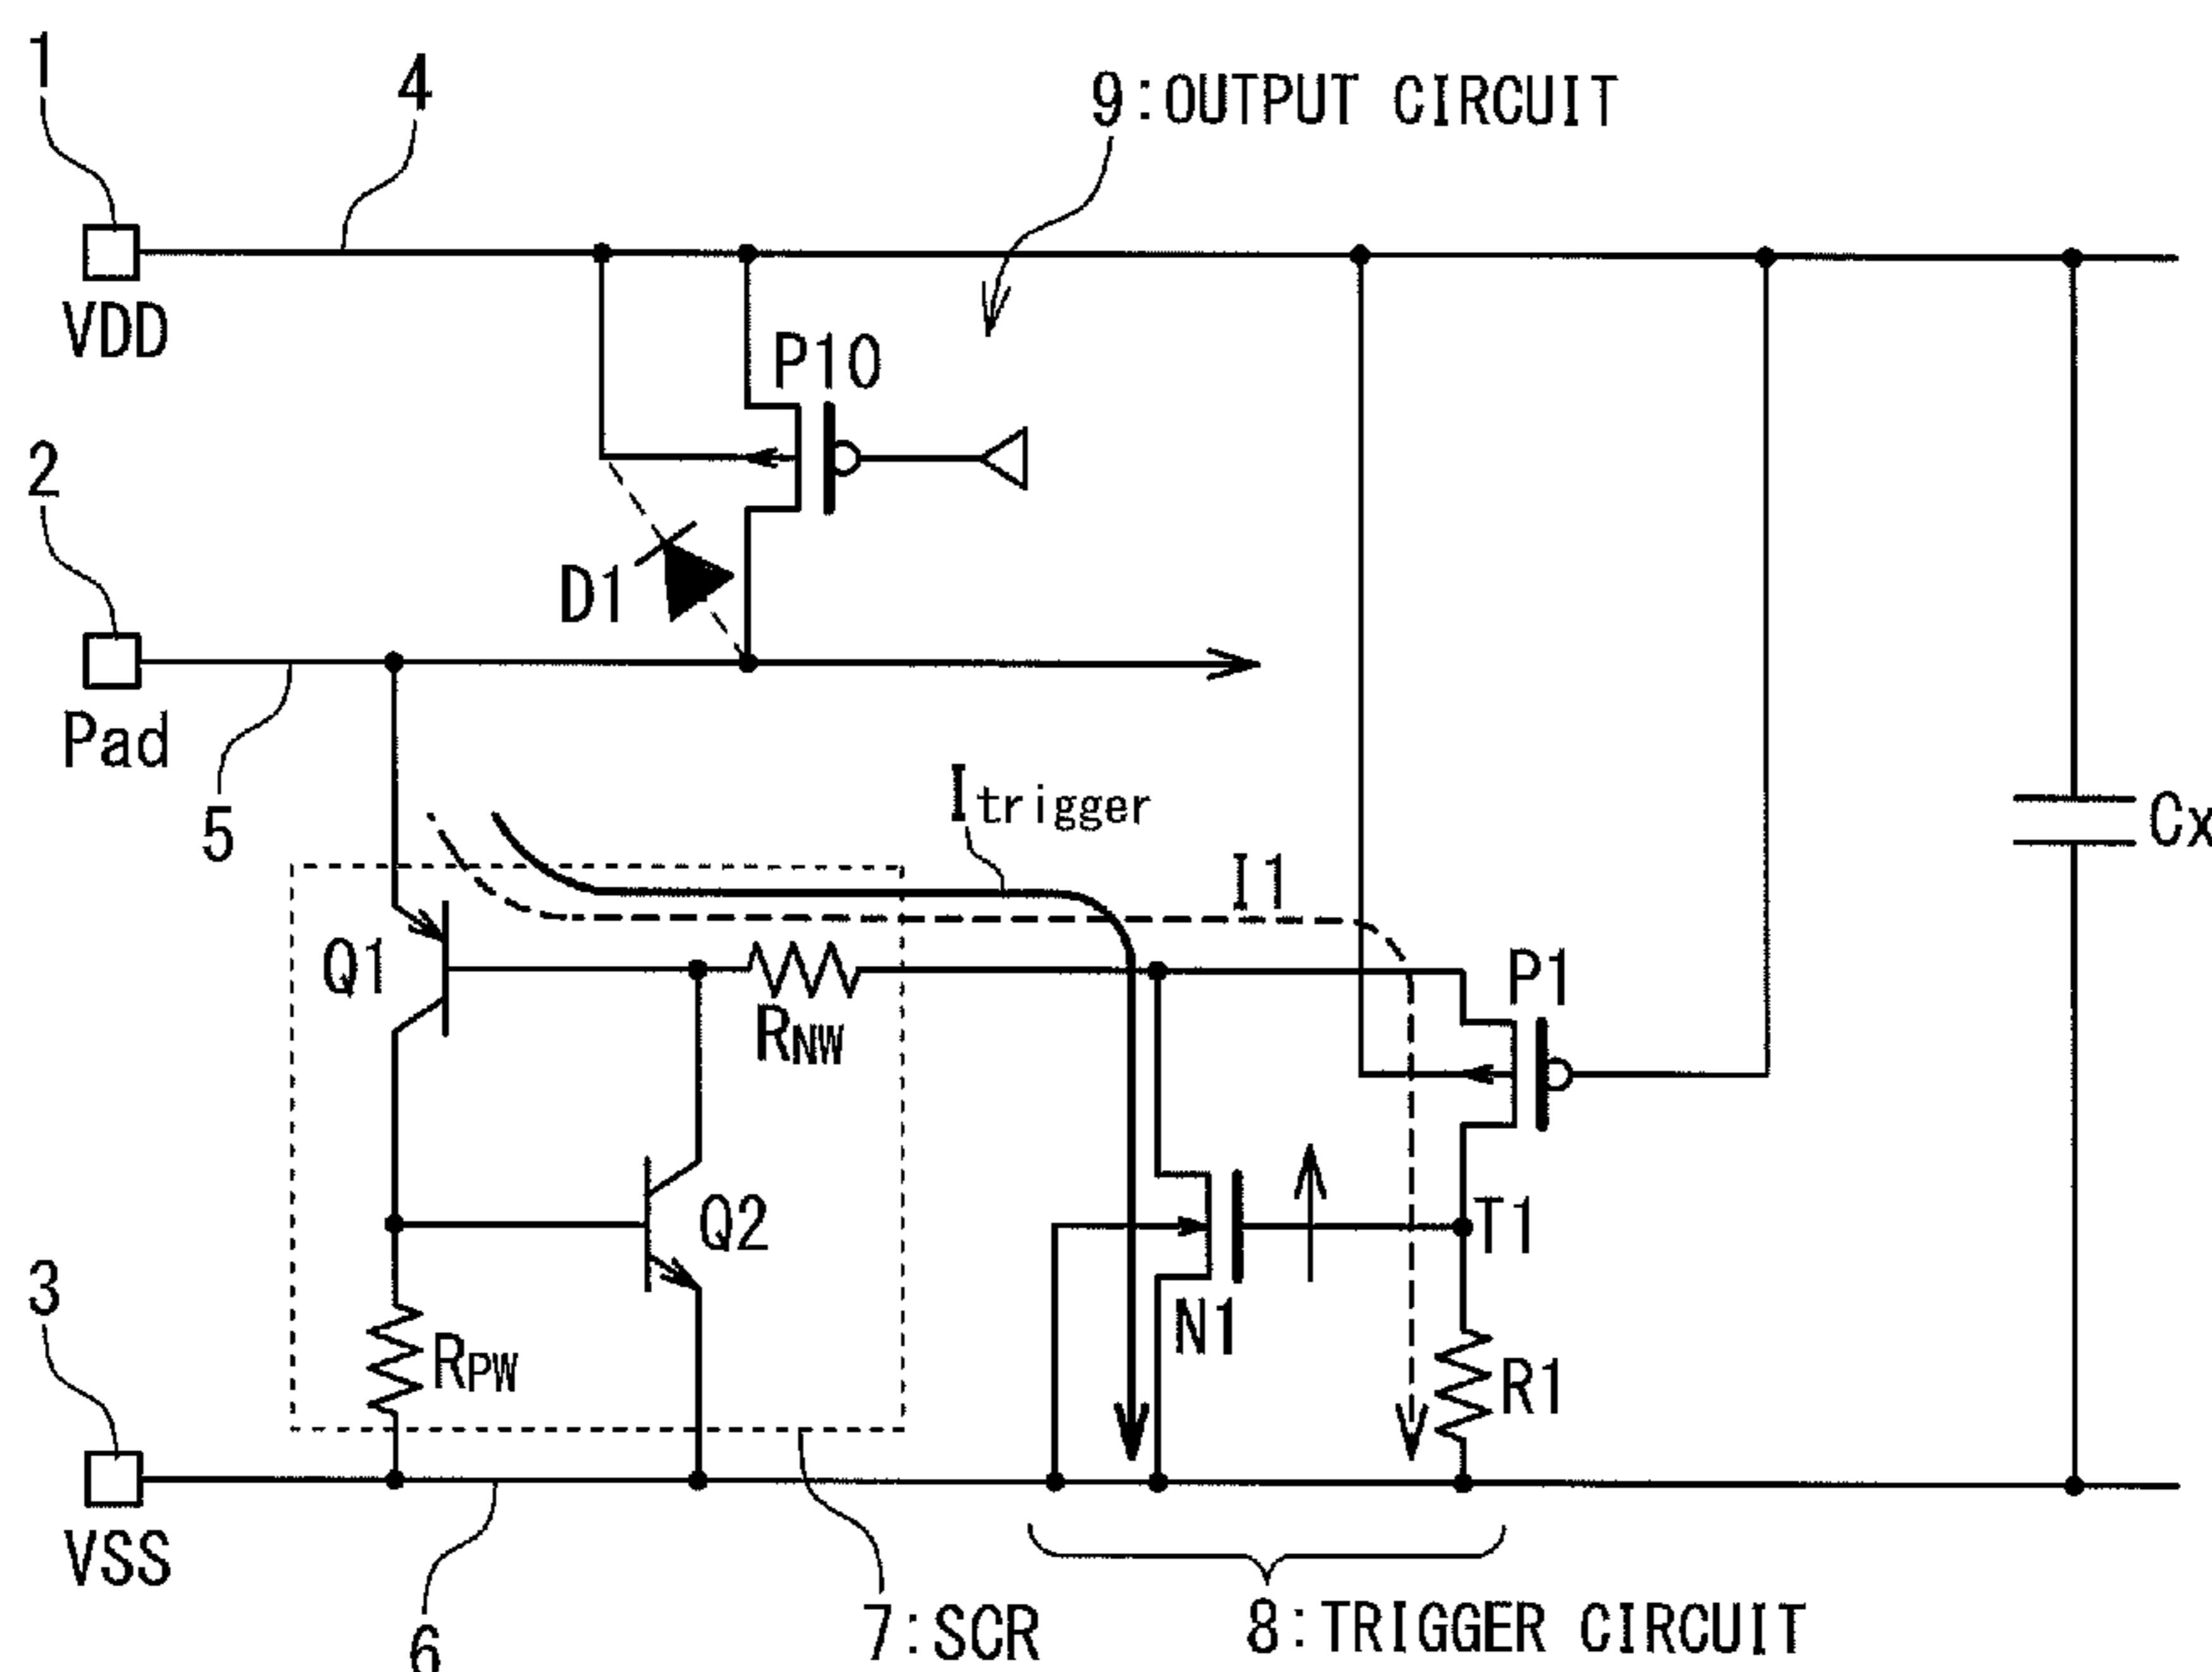 1
4
9:OUTPUT CIRCUIT
VDD
P10
2
D1
Pad
5
Itrigger
Cx
I1
Q1
RNW
P1
Q2
T1
3
RPW
N1
R1
VSS
6
7:SCR
8:TRIGGER CIRCUIT